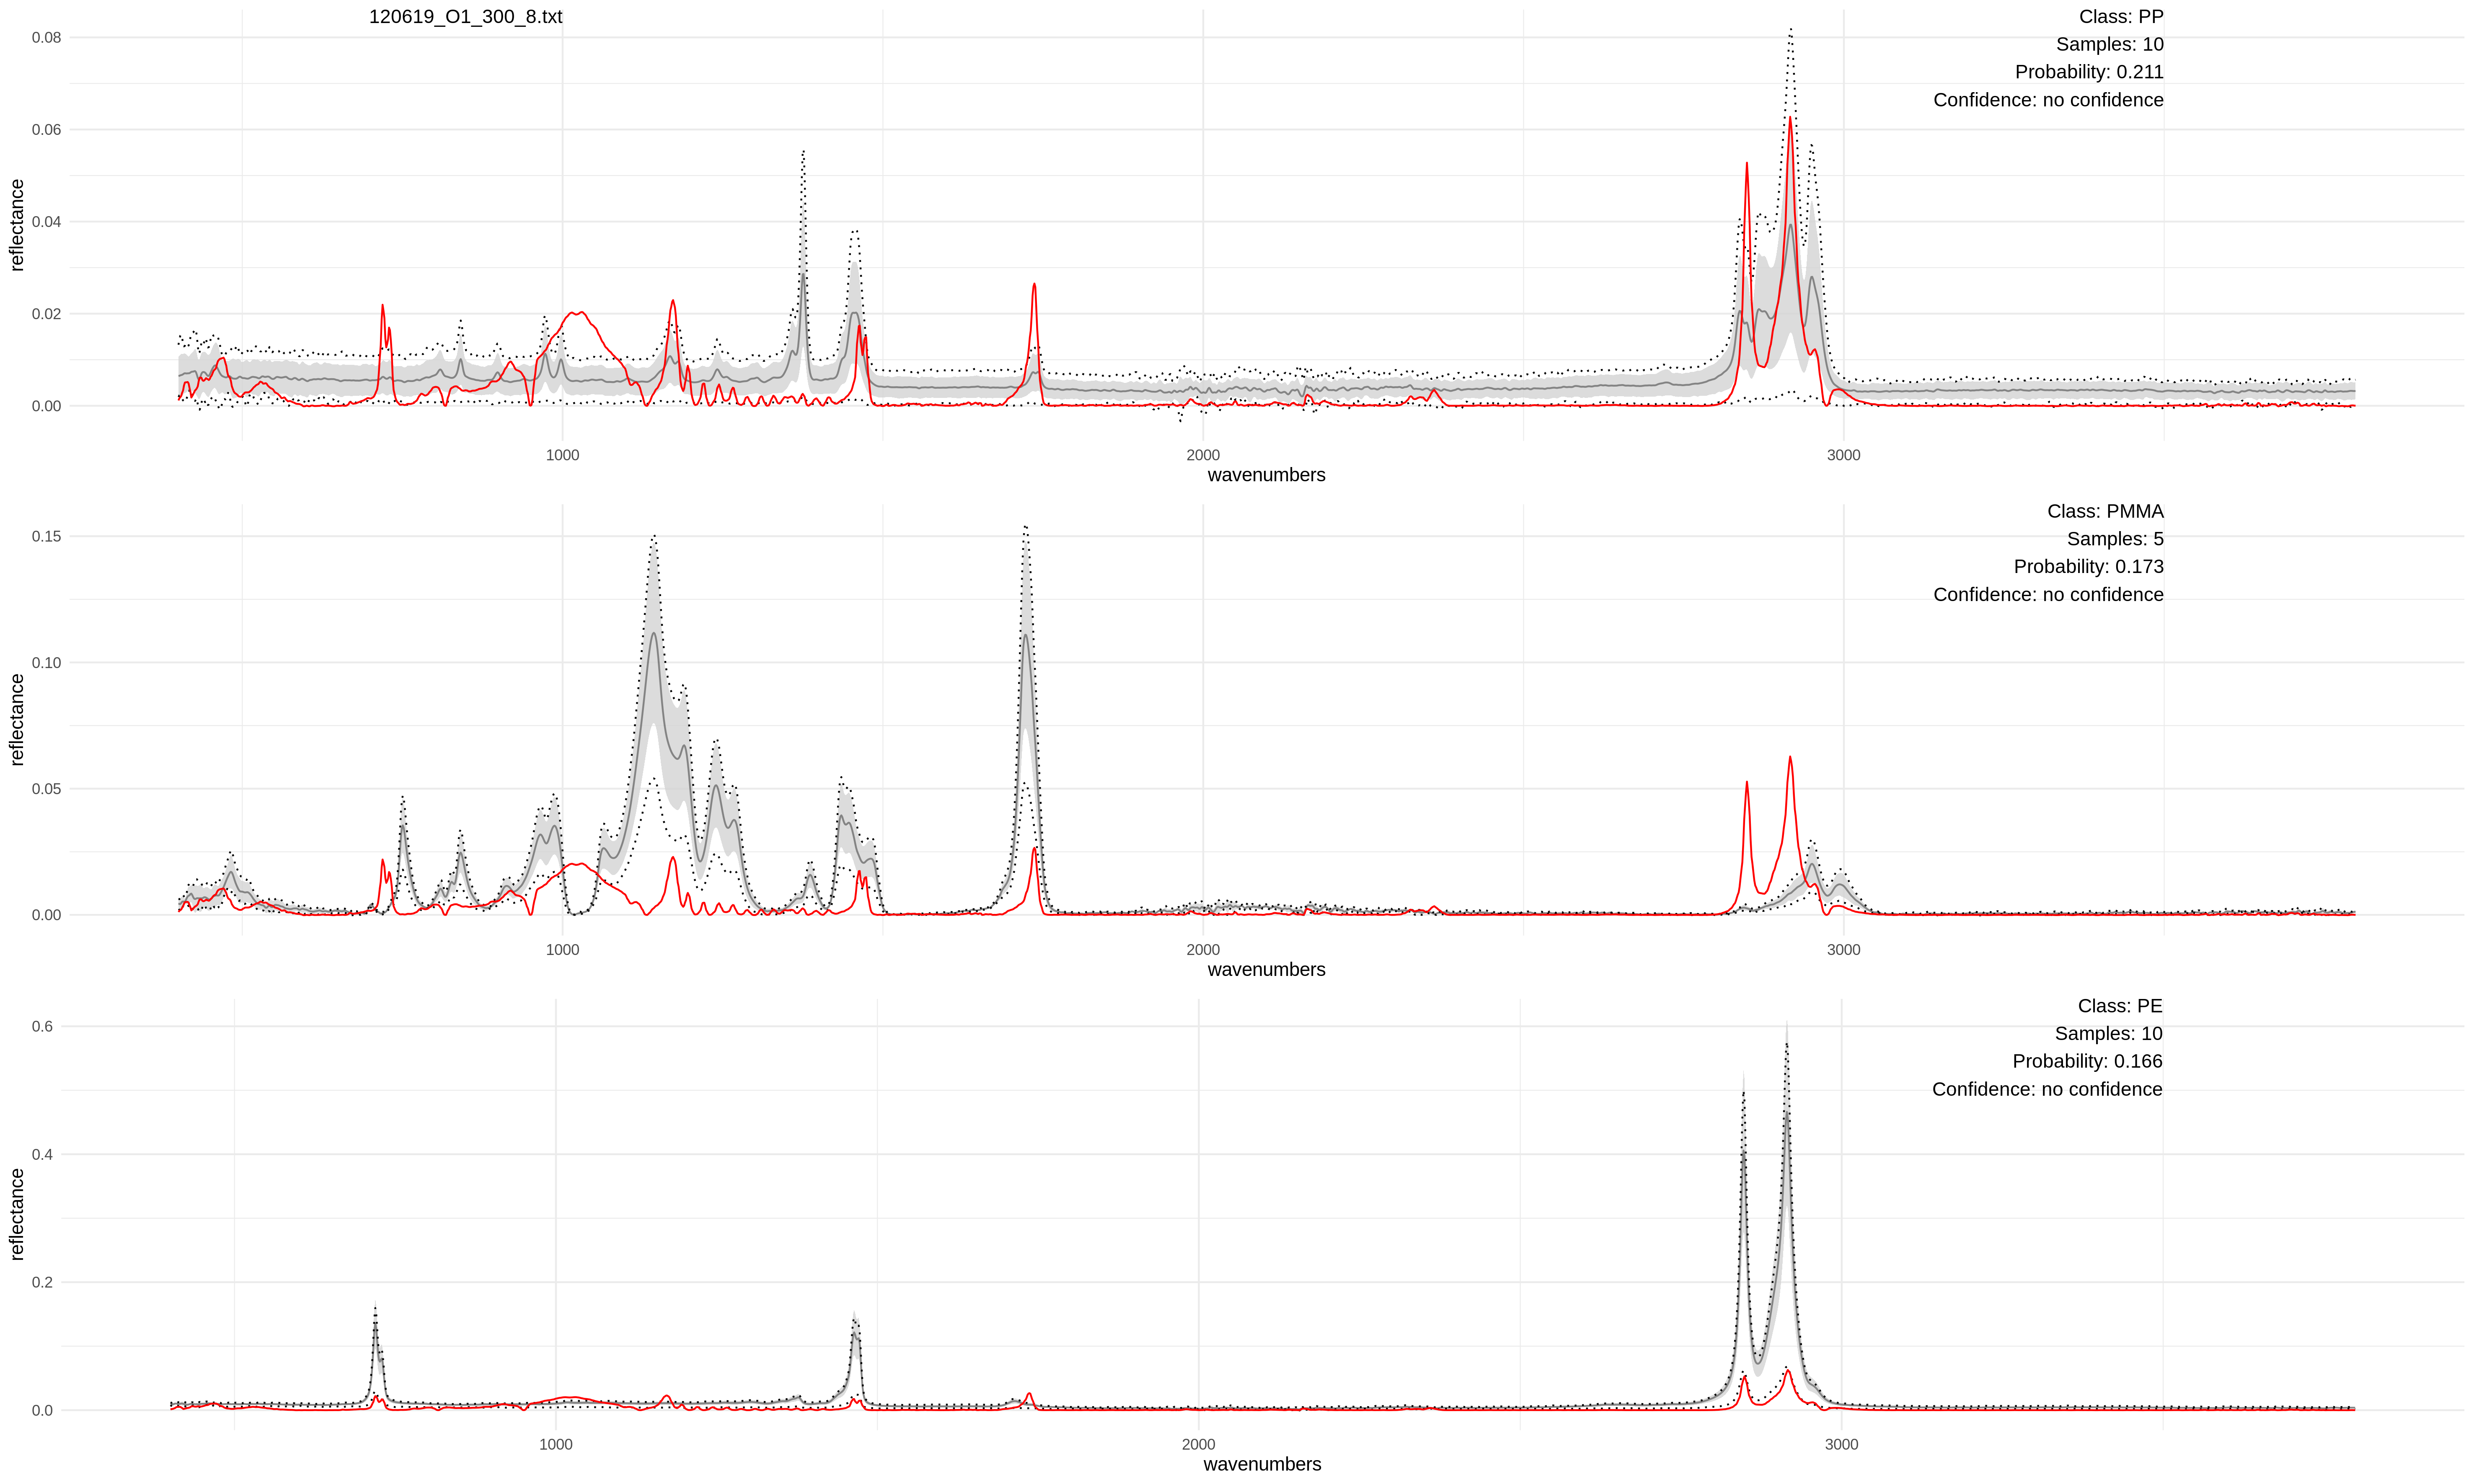 120619_O1_300_8.txt
Class: PP
Samples: 10
Probability: 0.211
Confidence: no confidence
0.08
0.06
0.04
0.02
0.00
reflectance
1000
2000
3000
wavenumbers
Class: PMMA
Samples: 5
Probability: 0.173
Confidence: no confidence
0.15
0.10
0.05
0.00
reflectance
1000
2000
3000
wavenumbers
Class: PE
Samples: 10
Probability: 0.166
Confidence: no confidence
0.6
0.4
0.2
0.0
reflectance
1000
2000
3000
wavenumbers